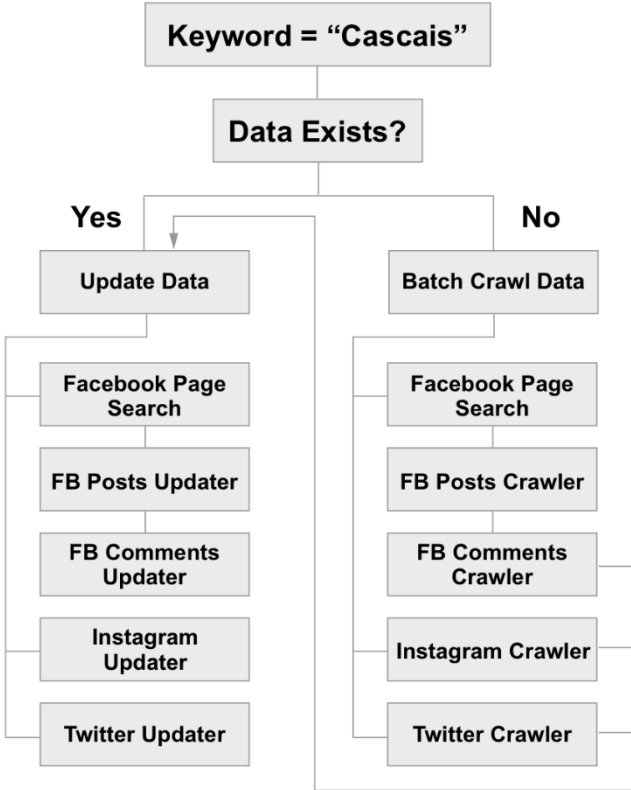 Keyword = “Cascais”
Data Exists?
Yes
No
Update Data
Batch Crawl Data
Facebook Page
Search
FB Posts Updater
FB Comments
Updater
Instagram
Updater
Twitter Updater
Facebook Page
Search
FB Posts Crawler
FB Comments
Crawler
Instagram Crawler
Twitter Crawler